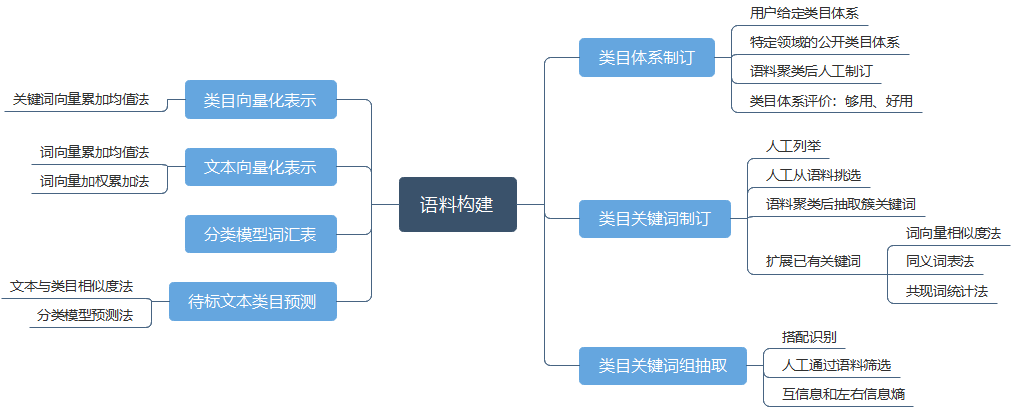 语料构建
类目体系制订
用户给定类目体系
特定领域的公开类目体系
语料聚类后人工制订
类目体系评价：够用、好用
类目关键词制订
人工列举
人工从语料挑选
语料聚类后抽取簇关键词
扩展已有关键词
词向量相似度法
同义词表法
共现词统计法
类目关键词组抽取
搭配识别
人工通过语料筛选
互信息和左右信息熵
类目向量化表示
关键词向量累加均值法
文本向量化表示
词向量累加均值法
词向量加权累加法
分类模型词汇表
待标文本类目预测
文本与类目相似度法
分类模型预测法